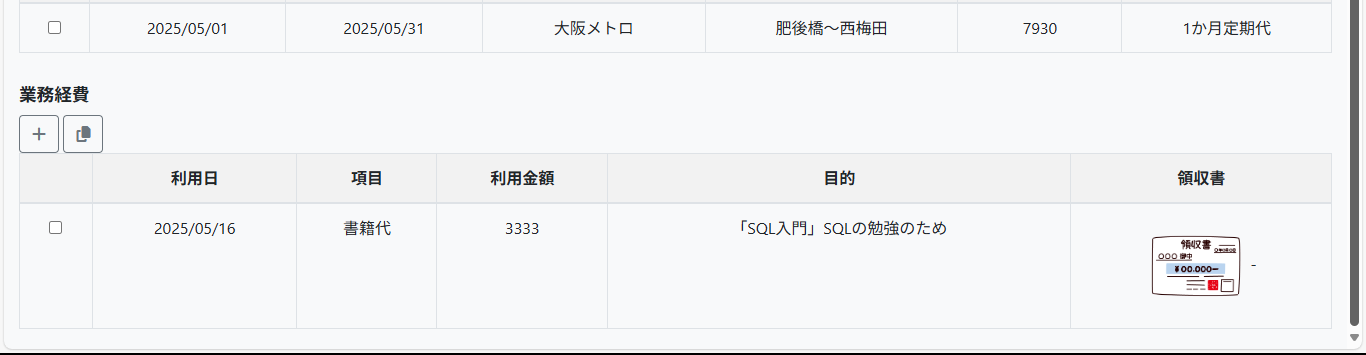 2025/05/01 2025/05/31 大阪メトロ 肥後橋～西梅田 7930 1か月定期代
業務経費
利用日 項目 利用金額 目的 領収書
2025/05/16 書籍代 3333 「SQL入門」SQLの勉強のため -
領収書
¥00.000-